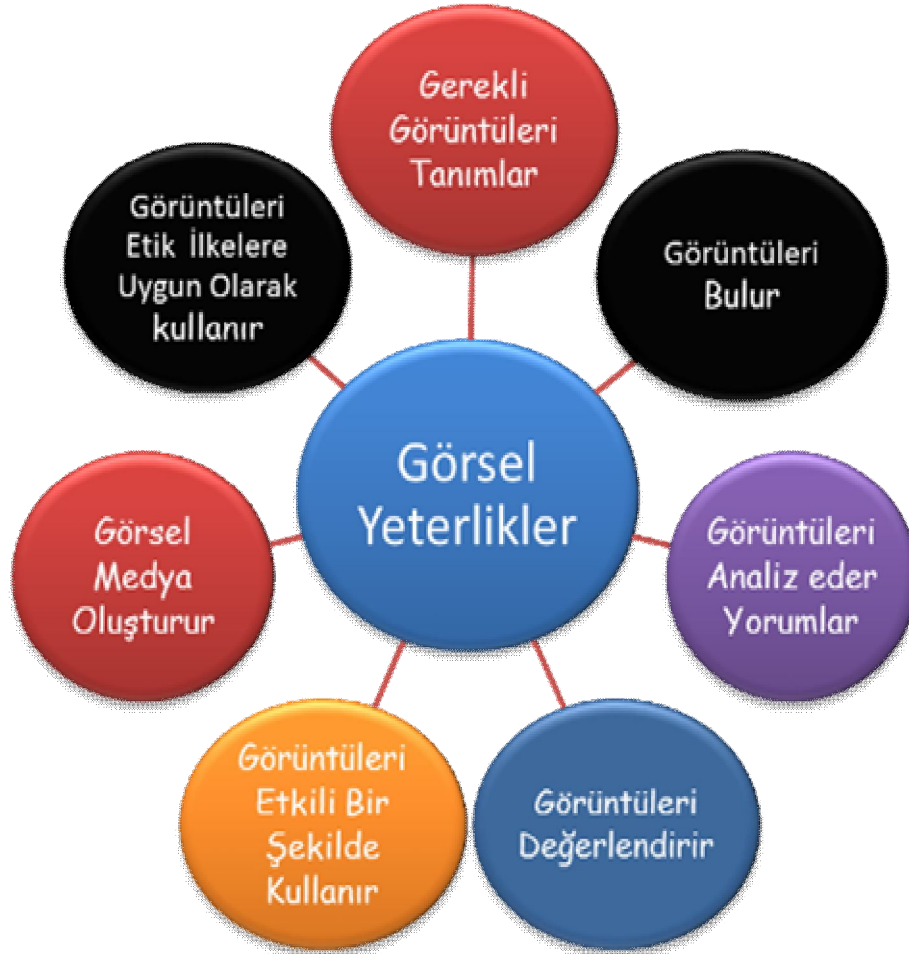 Gerekli
Görüntüleri
Tanımlar
Görüntüleri
Bulur
Görüntüleri
Analiz eder
Yorumlar
Görüntüleri
Değerlendirir
Görüntüleri
Etkili Bir
Şekilde
Kullanır
Görsel
Medya
Oluşturur
Görüntüleri
Etik İlkelere
Uygun Olarak
kullanır
Görsel
Yeterlikler